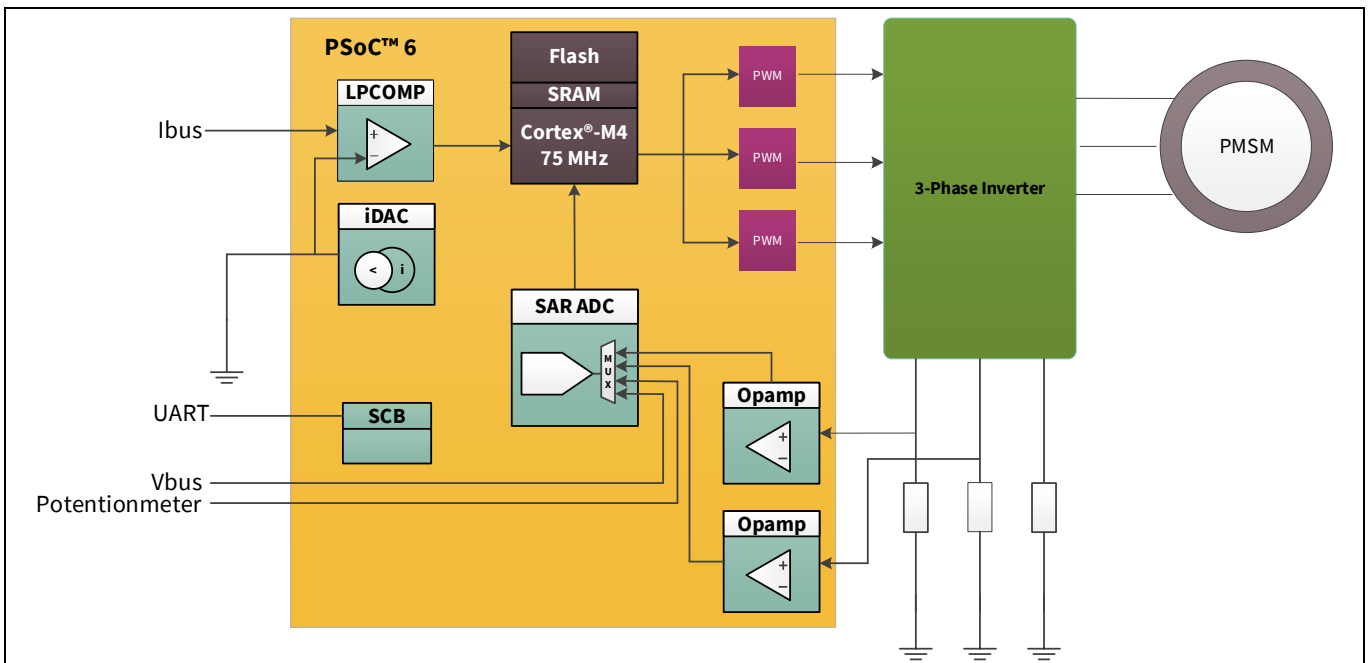 PSoC™ 6
Flash
SRAM
Cortex®-M4
75 MHz
LPCOMP
+
−
Ibus
iDAC
<
i
PWM
PWM
PWM
3-Phase Inverter
PMSM
SAR ADC
M
U
X
Opamp
+
−
UART
SCB
Vbus
Potentionmeter
Opamp
+
−